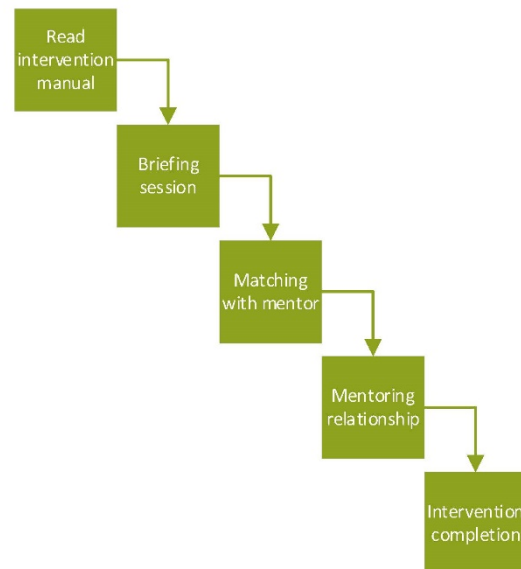 Read
intervention
manual
Briefing
session
Matching
with mentor
Mentoring
relationship
Intervention
completion